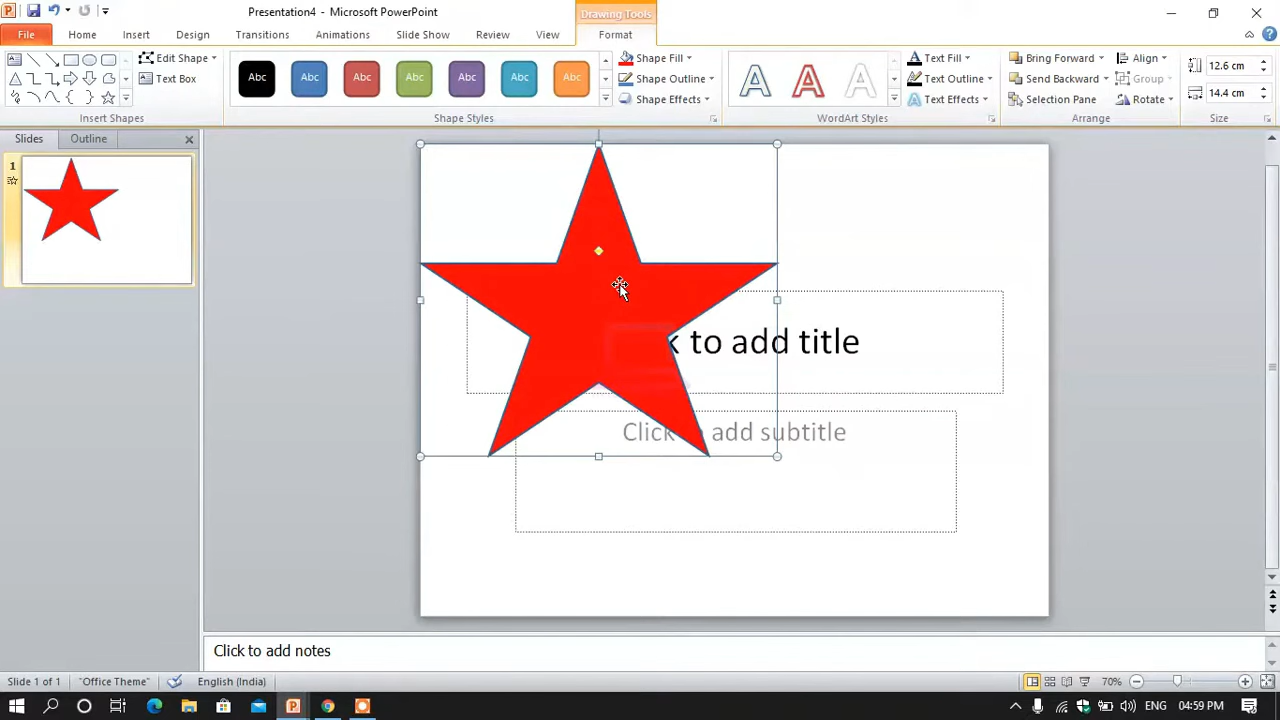 Presentation4 - Microsoft PowerPoint
Drawing Tools
File Home Insert Design Transitions Animations Slide Show Review View Format
Edit Shape
Text Box
Insert Shapes
Abc Abc Abc Abc Abc Abc Abc
Shape Fill
Shape Outline
Shape Effects
Shape Styles
A A A
Text Fill
Text Outline
Text Effects
WordArt Styles
Bring Forward
Send Backward
Selection Pane
Align
Group
Rotate
Arrange
12.6 cm
14.4 cm
Size
Slides Outline
1
k to add title
Click to add subtitle
Click to add notes
Slide 1 of 1 "Office Theme" English (India) 70%
ENG 04:59 PM